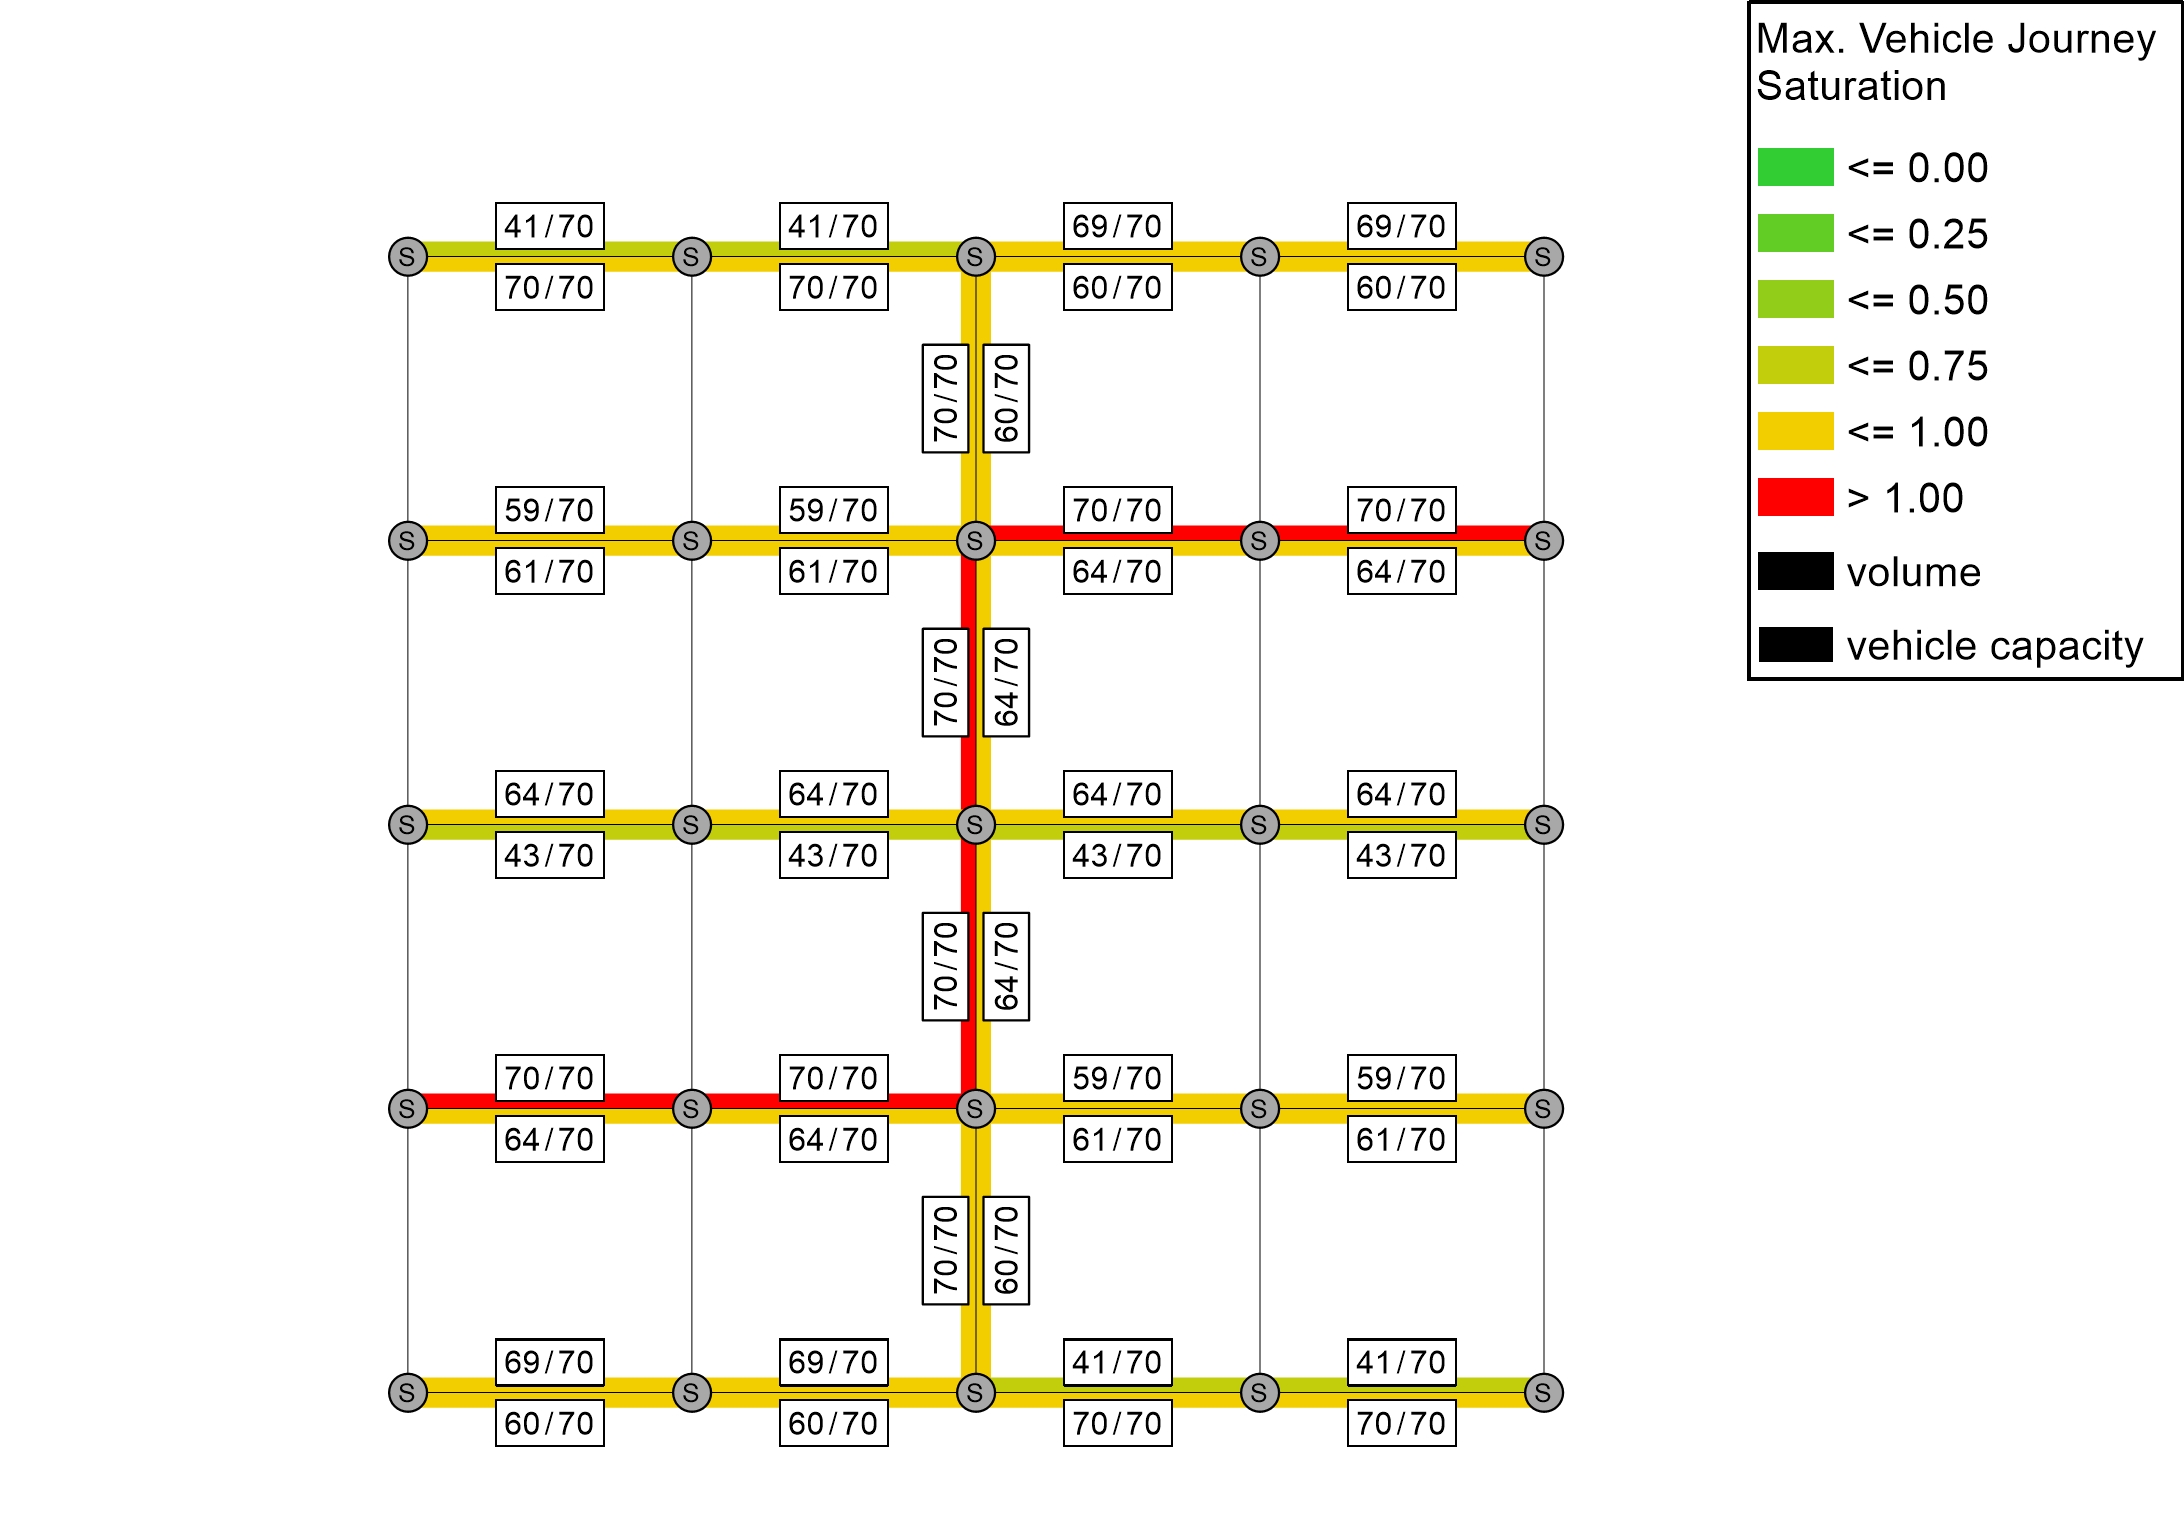 Max. Vehicle Journey
Saturation
<= 0.00
<= 0.25
<= 0.50
<= 0.75
<= 1.00
> 1.00
volume
vehicle capacity
41/70 41/70 69/70 69/70
S S S S S
70/70 70/70 60/70 60/70
70/70 60/70
59/70 59/70 70/70 70/70
S S S S S
61/70 61/70 64/70 64/70
70/70 64/70
64/70 64/70 64/70 64/70
S S S S S
43/70 43/70 43/70 43/70
70/70 64/70
70/70 70/70 59/70 59/70
S S S S S
64/70 64/70 61/70 61/70
70/70 60/70
69/70 69/70 41/70 41/70
S S S S S
60/70 60/70 70/70 70/70